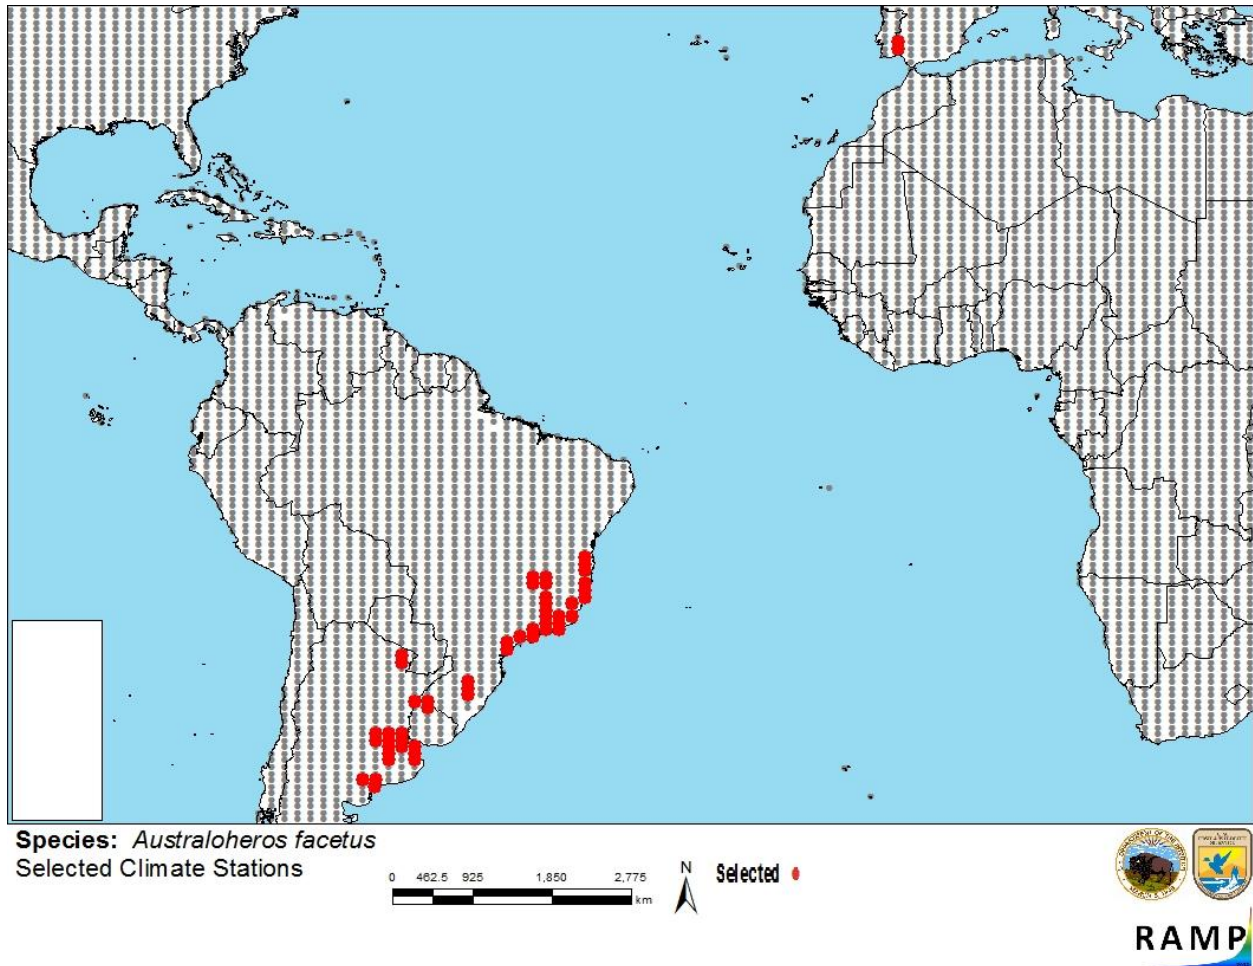 Species: Australoheros facetus
Selected Climate Stations
0 462.5 925 1,850 2,775
km
N
Selected
RAMP